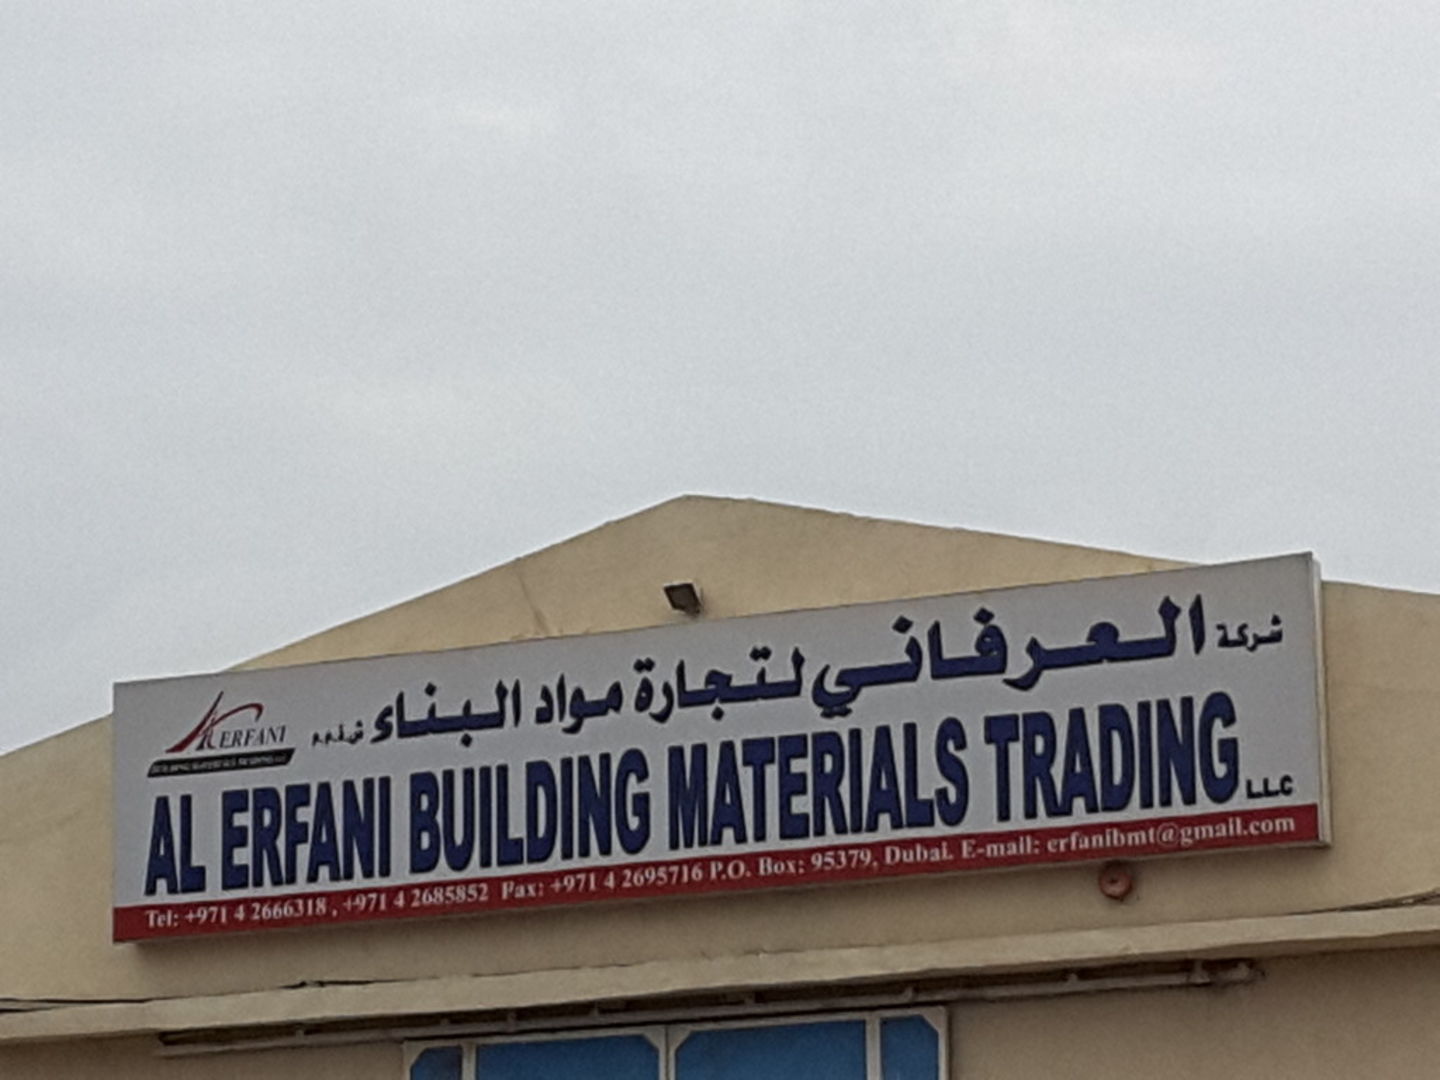 شركة العرفاني لتجارة مواد البناء ش.ذ.م.م
AL ERFANI
AL ERFANI BUILDING MATERIALS TRADING LLC
Tel: +971 4 2666318 , +971 4 2685852 Fax: +971 4 2695716 P.O. Box: 95379, Dubai. E-mail: erfanibmt@gmail.com